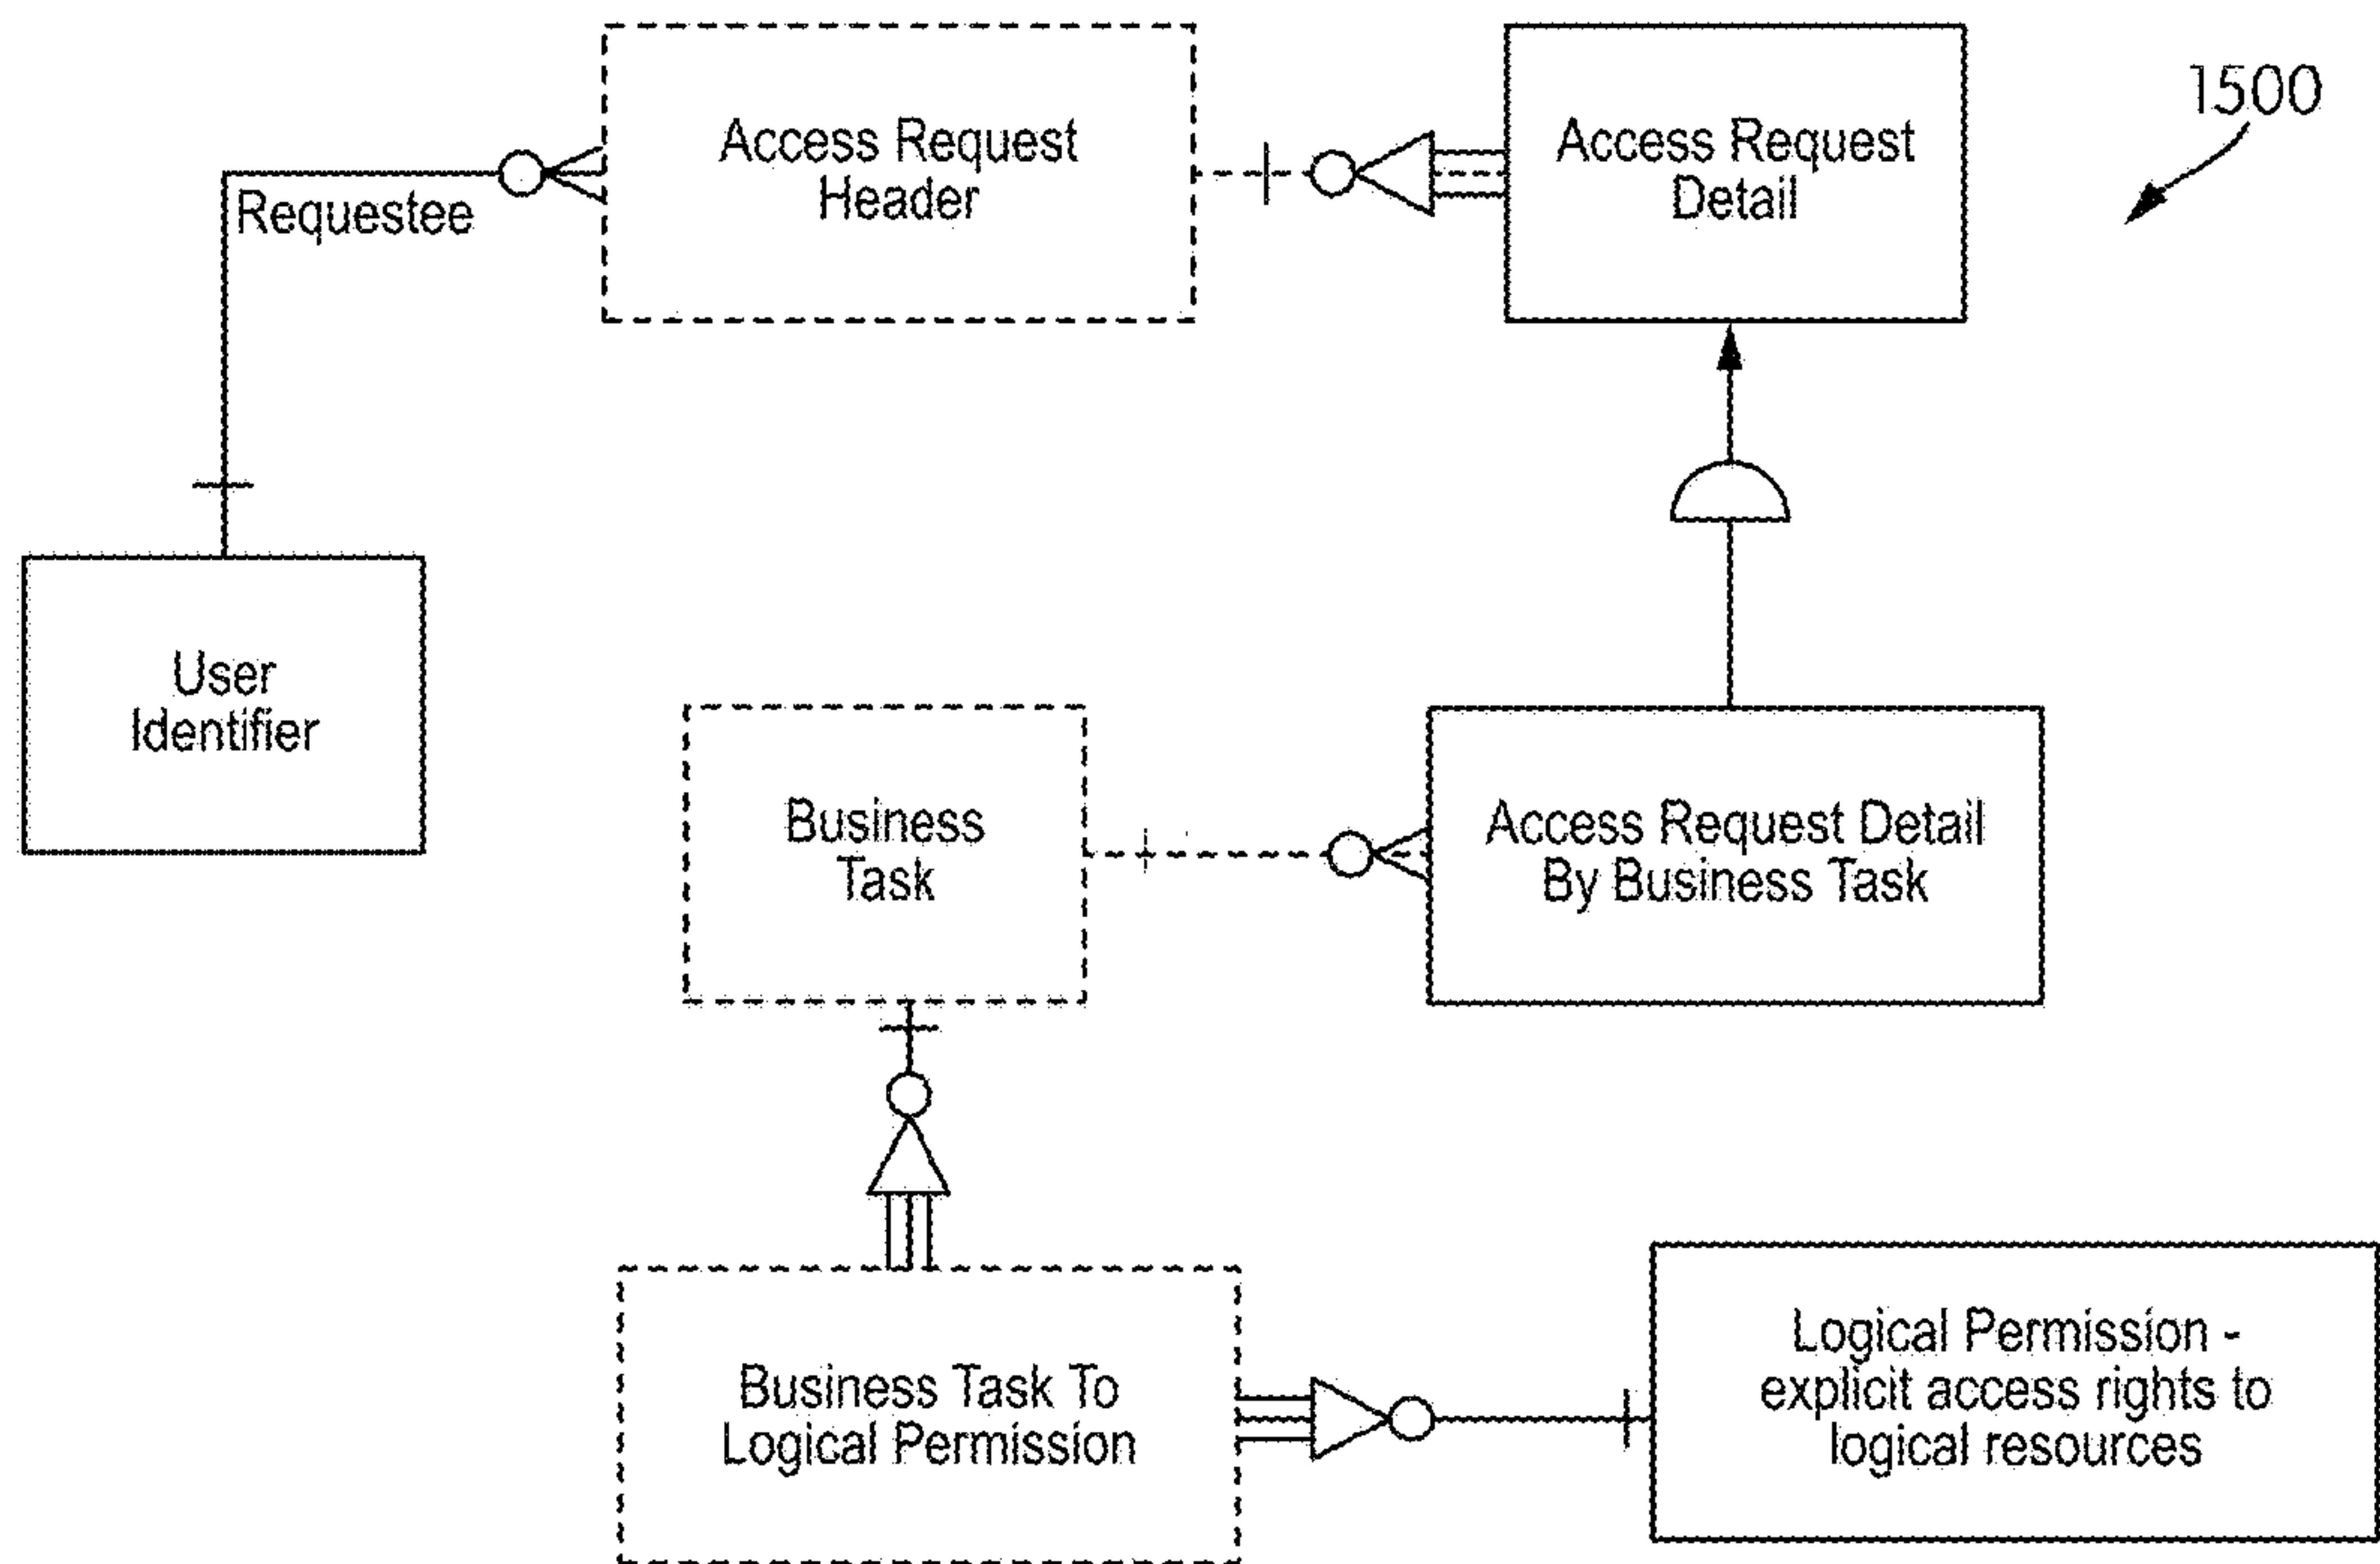 Access Request
Header
Access Request
Detail
1500
Requestee
User
Identifier
Business
Task
Access Request Detail
By Business Task
Business Task To
Logical Permission
Logical Permission -
explicit access rights to
logical resources